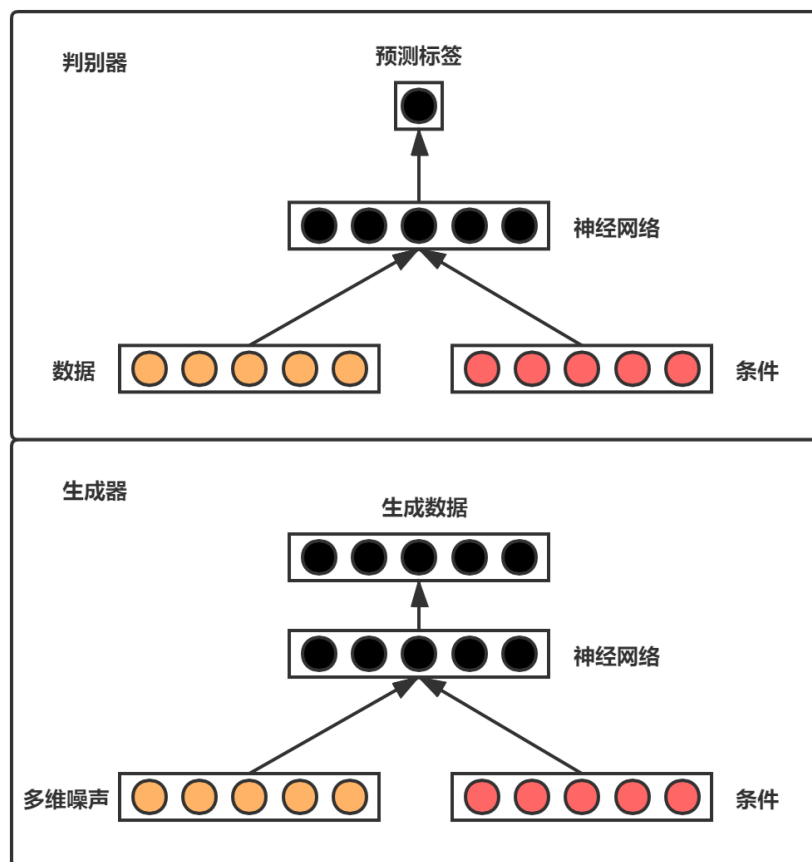 判别器
预测标签
神经网络
数据
条件
生成器
生成数据
神经网络
多维噪声
条件